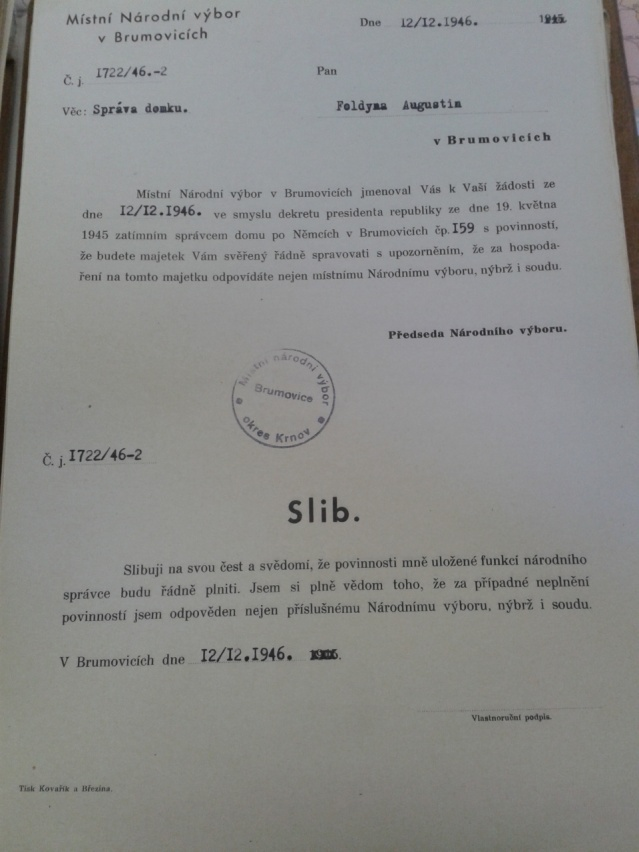 Místní Národní výbor
v Brumovicích
Dne 12/12.1946. 1945
Č. j. 1722/46.-2
Pan
Věc: Správa domku.
Foldyna Augustin
v Brumovicích
Místní Národní výbor v Brumovicích jmenoval Vás k Vaší žádosti ze
dne 12/12.1946. ve smyslu dekretu presidenta republiky ze dne 19. května
1945 zatímním správcem domu po Němcích v Brumovicích čp. 159 s povinností,
že budete majetek Vám svěřený řádně spravovati s upozorněním, že za hospoda-
ření na tomto majetku odpovídáte nejen místnímu Národnímu výboru, nýbrž i soudu.
Předseda Národního výboru.
Místní národní výbor
Brumovice
okres Krnov
Č. j. 1722/46-2
Slib.
Slibuji na svou čest a svědomí, že povinnosti mně uložené funkcí národního
správce budu řádně plniti. Jsem si plně vědom toho, že za případné neplnění
povinností jsem odpověden nejen příslušnému Národnímu výboru, nýbrž i soudu.
V Brumovicích dne 12/12.1946.
Vlastnoruční podpis.
Tisk Kovařík a Březina.